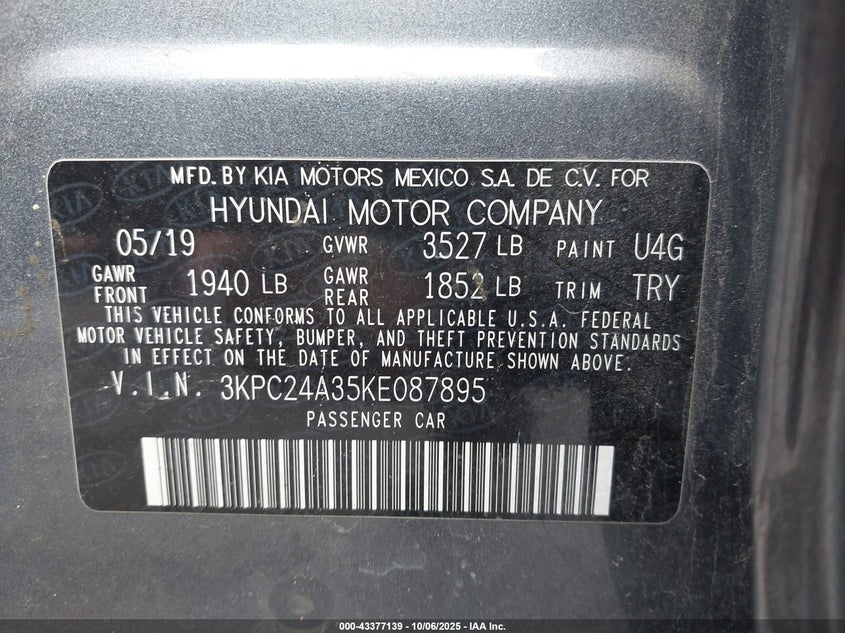 MFD. BY KIA MOTORS MEXICO S.A. DE C.V. FOR
HYUNDAI MOTOR COMPANY
05/19 GVWR 3527 LB PAINT U4G
GAWR FRONT 1940 LB GAWR REAR 1852 LB TRIM TRY
THIS VEHICLE CONFORMS TO ALL APPLICABLE U.S.A. FEDERAL
MOTOR VEHICLE SAFETY, BUMPER, AND THEFT PREVENTION STANDARDS
IN EFFECT ON THE DATE OF MANUFACTURE SHOWN ABOVE.
V.I.N. 3KPC24A35KE087895
PASSENGER CAR
000-43377139 - 10/06/2025 - IAA Inc.